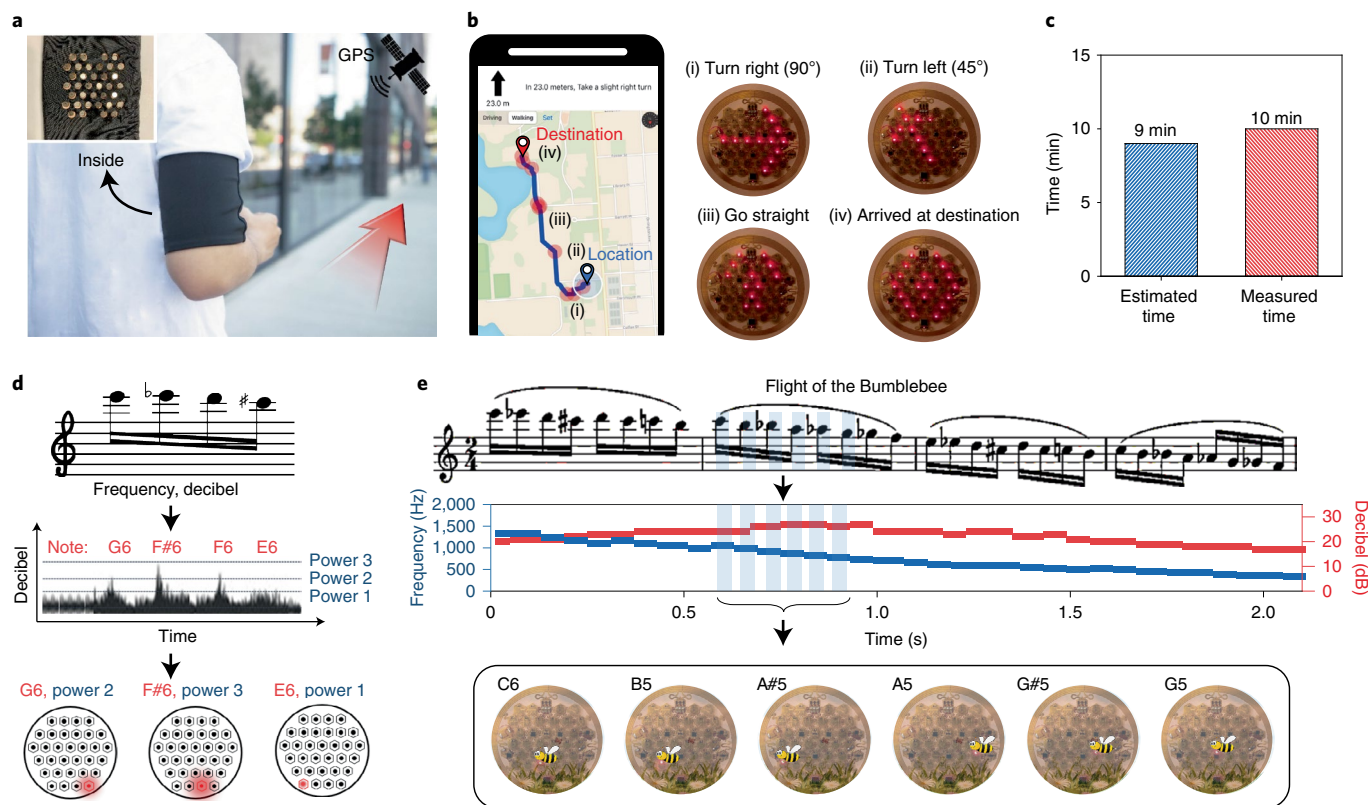 a
GPS
Inside
b
23.0 m
In 23.0 meters, Take a slight right turn
Driving
Walking
Set
Destination
(iv)
(iii)
(ii)
Location
(i)
(i) Turn right (90°)
(ii) Turn left (45°)
(iii) Go straight
(iv) Arrived at destination
c
Time (min)
15
10
5
0
9 min
10 min
Estimated
time
Measured
time
d
Frequency, decibel
Decibel
Note: G6 F#6 F6 E6
Power 3
Power 2
Power 1
Time
G6, power 2
F#6, power 3
E6, power 1
e
Flight of the Bumblebee
2
4
Frequency (Hz)
2,000
1,500
1,000
500
0
30
20
10
0
Decibel (dB)
0 0.5 1.0 1.5 2.0
Time (s)
C6 B5 A#5 A5 G#5 G5